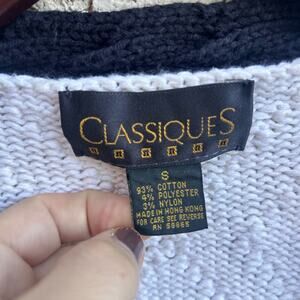 CLASSIQUES
S
93% COTTON
4% POLYESTER
3% NYLON
MADE IN HONG KONG
FOR CARE SEE REVERSE
RN 58665